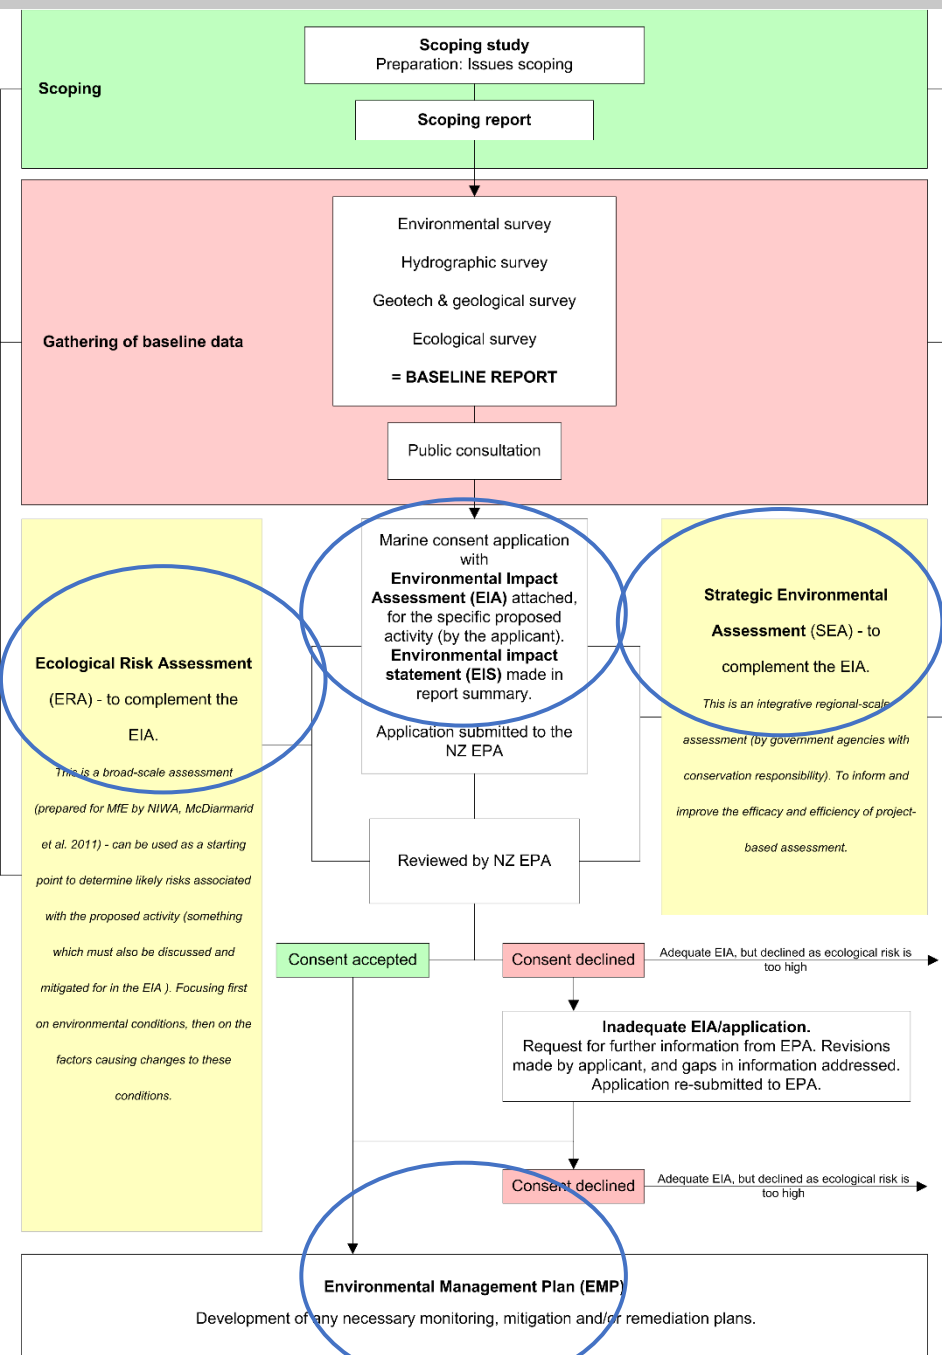 Scoping study
Preparation: Issues scoping
Scoping
Scoping report
Environmental survey
Hydrographic survey
Geotech & geological survey
Ecological survey
Gathering of baseline data
= BASELINE REPORT
Public consultation
Marine consent application
with
Environmental Impact
Assessment (EIA) attached,
for the specific proposed
activity (by the applicant).
Environmental impact
statement (EIS) made in
report summary.
Application submitted to the
NZ EPA
Ecological Risk Assessment
(ERA) - to complement the
EIA.
This is a broad-scale assessment
(prepared for MfE by NIWA, McDiarmarid
et al. 2011) - can be used as a starting
point to determine likely risks associated
with the proposed activity (something
which must also be discussed and
mitigated for in the EIA ). Focusing first
on environmental conditions, then on the
factors causing changes to these
conditions.
Strategic Environmental
Assessment (SEA) - to
complement the EIA.
This is an integrative regional-scale
assessment (by government agencies with
conservation responsibility). To inform and
improve the efficacy and efficiency of project-
based assessment.
Reviewed by NZ EPA
Consent accepted
Consent declined
Adequate EIA, but declined as ecological risk is
too high
Inadequate EIA/application.
Request for further information from EPA. Revisions
made by applicant, and gaps in information addressed.
Application re-submitted to EPA.
Consent declined
Adequate EIA, but declined as ecological risk is
too high
Environmental Management Plan (EMP)
Development of any necessary monitoring, mitigation and/or remediation plans.